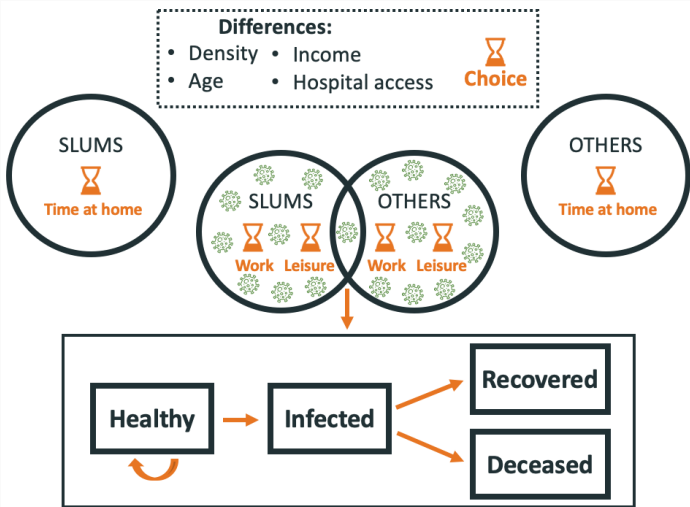 Differences:
• Density
• Income
• Age
• Hospital access
Choice
SLUMS
Time at home
OTHERS
Time at home
SLUMS
Work
Leisure
OTHERS
Work
Leisure
Healthy
Infected
Recovered
Deceased